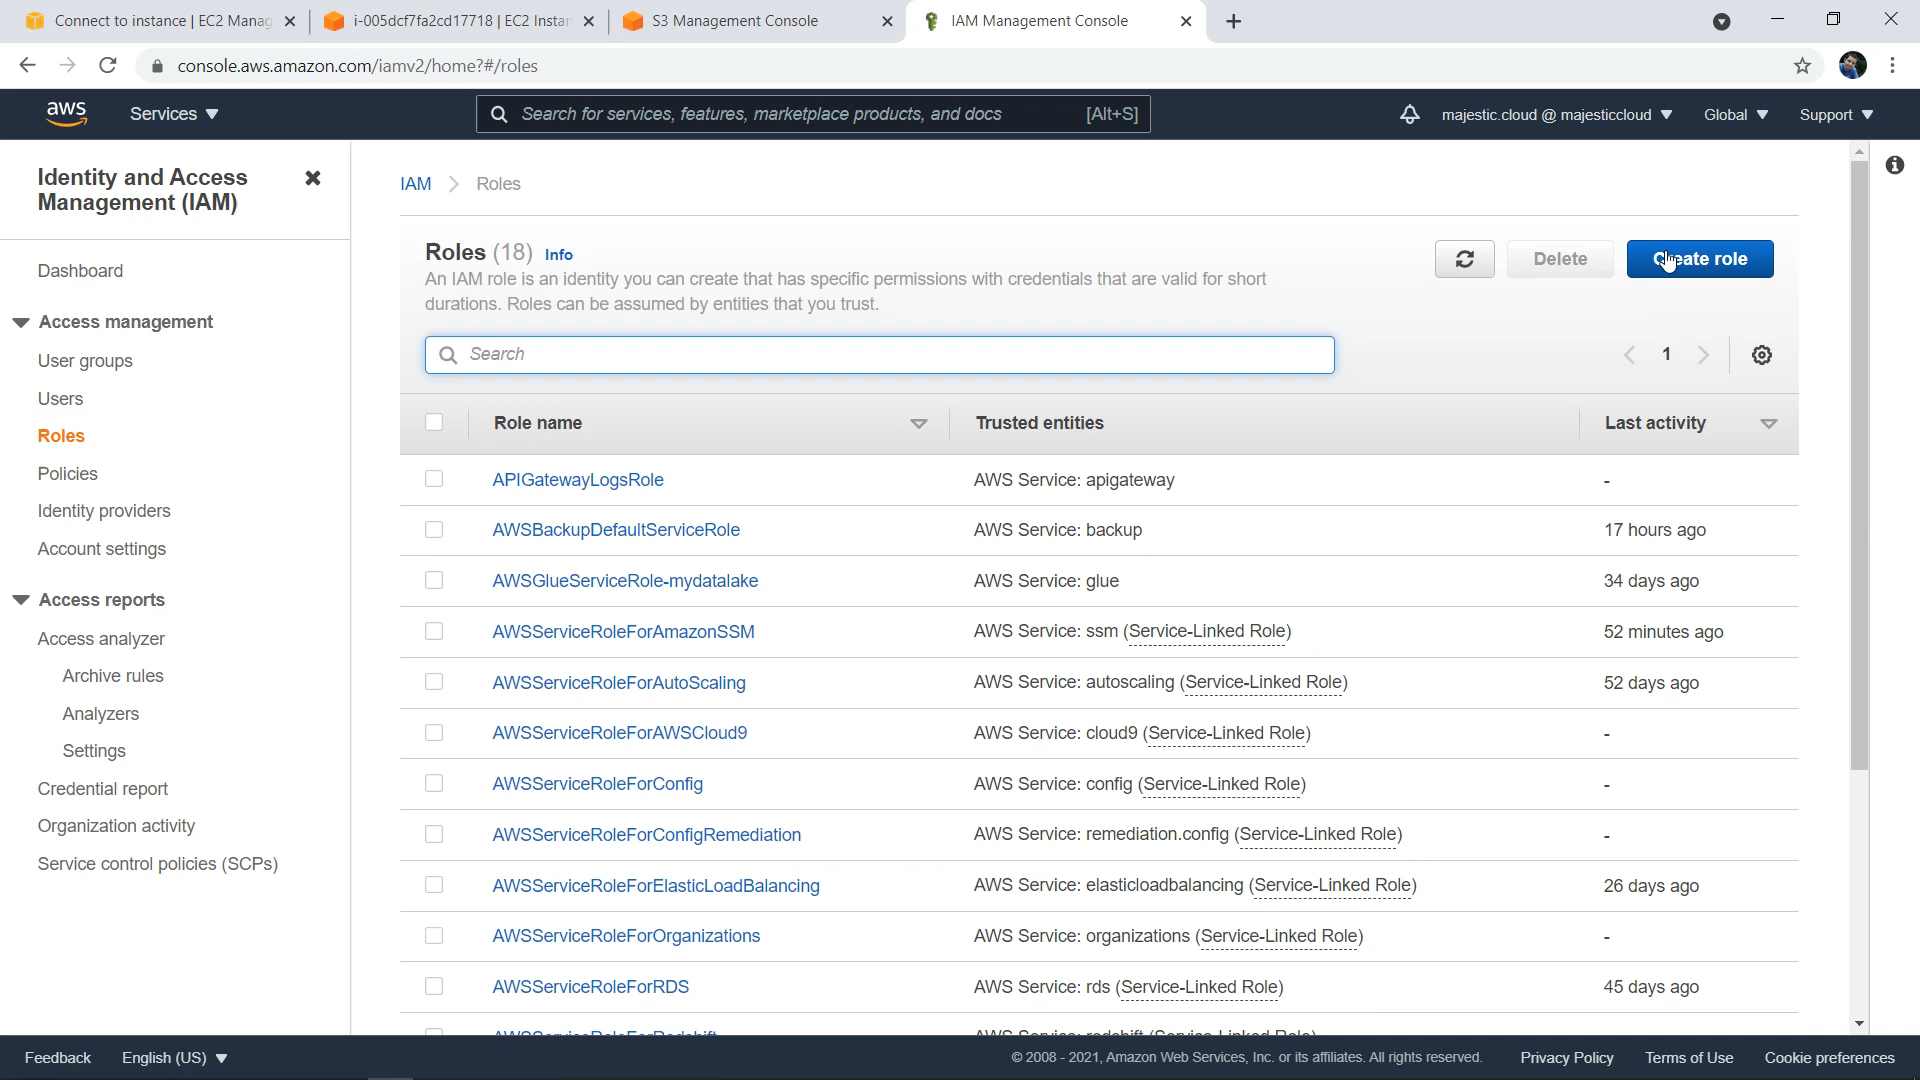 Connect to instance | EC2 Manag
i-005dcf7fa2cd17718 | EC2 Instan
S3 Management Console
IAM Management Console
console.aws.amazon.com/iamv2/home?#/roles
aws
Services
Search for services, features, marketplace products, and docs
[Alt+S]
majestic.cloud @ majesticcloud
Global
Support
Identity and Access
Management (IAM)
Dashboard
Access management
User groups
Users
Roles
Policies
Identity providers
Account settings
Access reports
Access analyzer
Archive rules
Analyzers
Settings
Credential report
Organization activity
Service control policies (SCPs)
IAM > Roles
Roles (18) Info
An IAM role is an identity you can create that has specific permissions with credentials that are valid for short
durations. Roles can be assumed by entities that you trust.
Delete
Create role
Search
1
Role name Trusted entities Last activity
APIGatewayLogsRole AWS Service: apigateway -
AWSBackupDefaultServiceRole AWS Service: backup 17 hours ago
AWSGlueServiceRole-mydatalake AWS Service: glue 34 days ago
AWSServiceRoleForAmazonSSM AWS Service: ssm (Service-Linked Role) 52 minutes ago
AWSServiceRoleForAutoScaling AWS Service: autoscaling (Service-Linked Role) 52 days ago
AWSServiceRoleForAWSCloud9 AWS Service: cloud9 (Service-Linked Role) -
AWSServiceRoleForConfig AWS Service: config (Service-Linked Role) -
AWSServiceRoleForConfigRemediation AWS Service: remediation.config (Service-Linked Role) -
AWSServiceRoleForElasticLoadBalancing AWS Service: elasticloadbalancing (Service-Linked Role) 26 days ago
AWSServiceRoleForOrganizations AWS Service: organizations (Service-Linked Role) -
AWSServiceRoleForRDS AWS Service: rds (Service-Linked Role) 45 days ago
AWSServiceRoleForRedshift AWS Service: redshift (Service-Linked Role)
Feedback
English (US)
© 2008 - 2021, Amazon Web Services, Inc. or its affiliates. All rights reserved.
Privacy Policy
Terms of Use
Cookie preferences